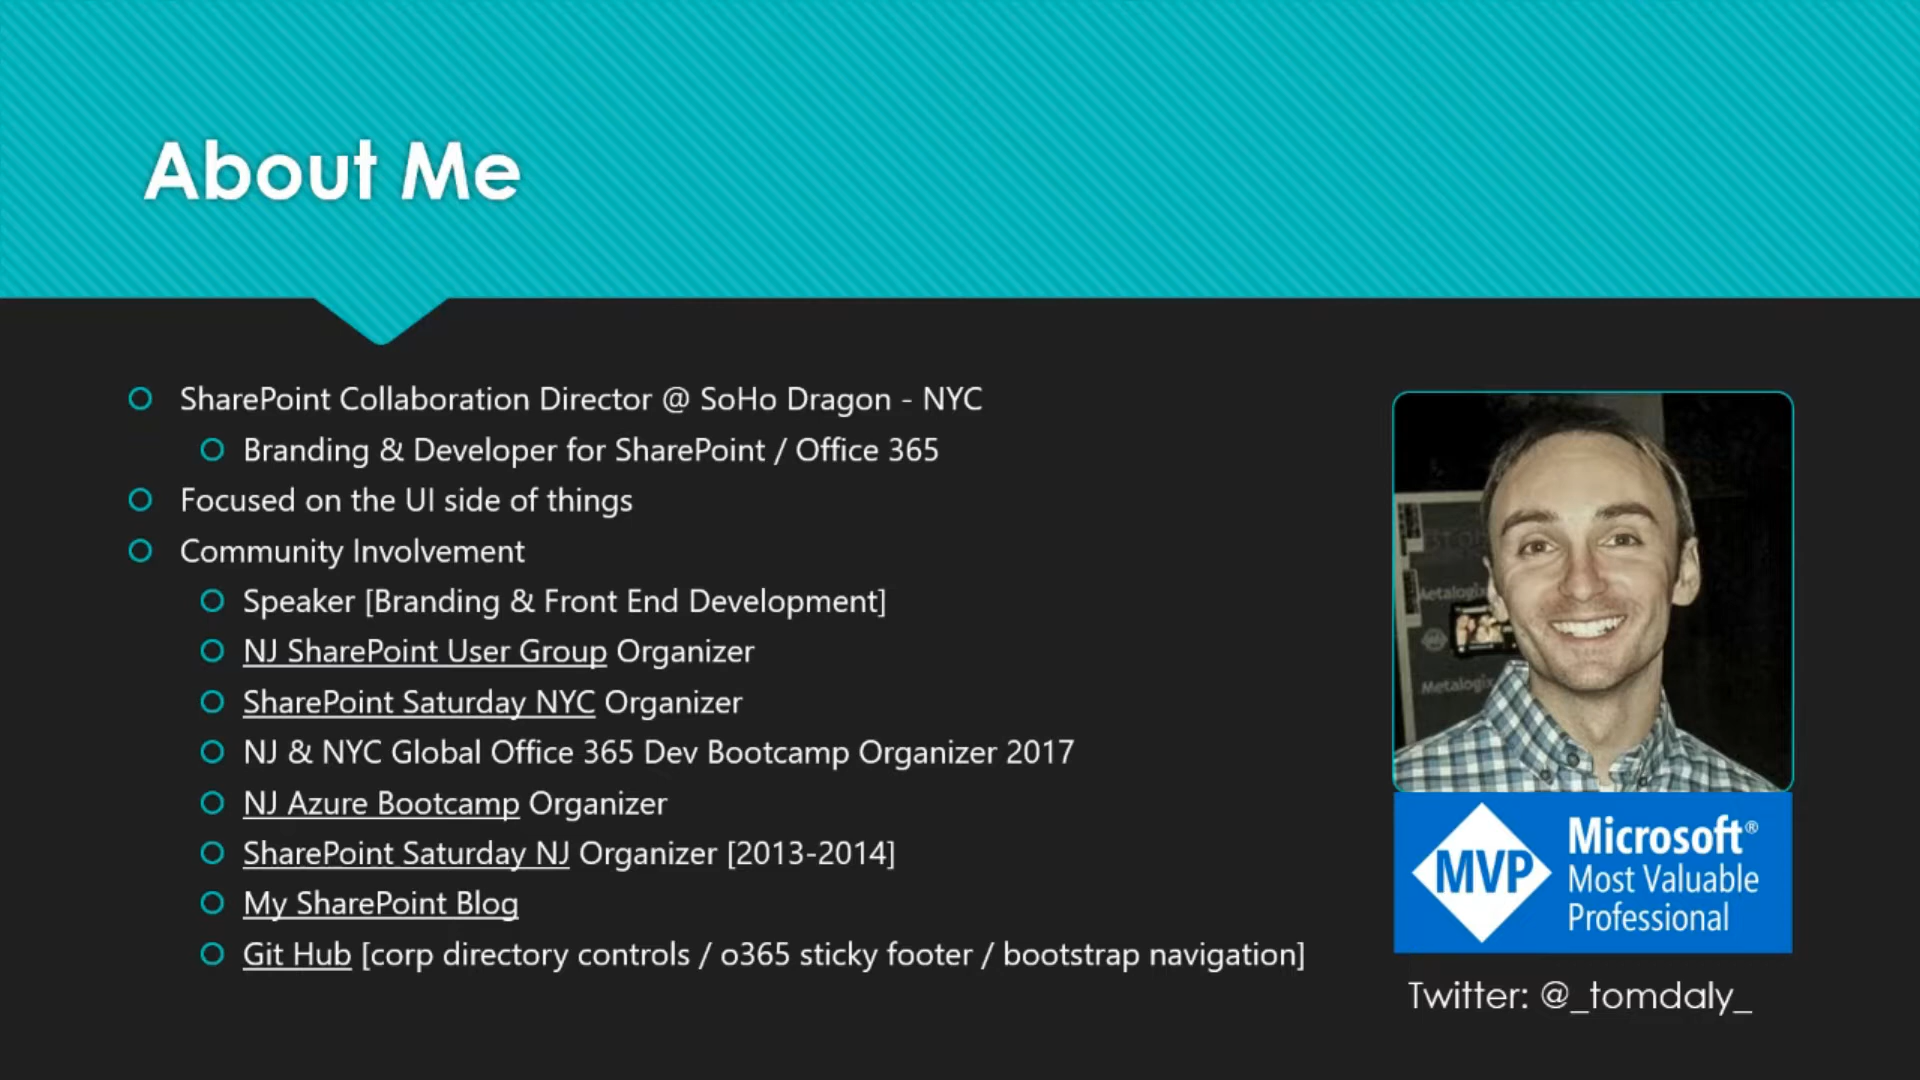 About Me
SharePoint Collaboration Director @ SoHo Dragon - NYC
Branding & Developer for SharePoint / Office 365
Focused on the UI side of things
Community Involvement
Speaker [Branding & Front End Development]
NJ SharePoint User Group Organizer
SharePoint Saturday NYC Organizer
NJ & NYC Global Office 365 Dev Bootcamp Organizer 2017
NJ Azure Bootcamp Organizer
SharePoint Saturday NJ Organizer [2013-2014]
My SharePoint Blog
Git Hub [corp directory controls / o365 sticky footer / bootstrap navigation]
Metalogix
Metalogix
MVP
Microsoft®
Most Valuable
Professional
Twitter: @_tomdaly_